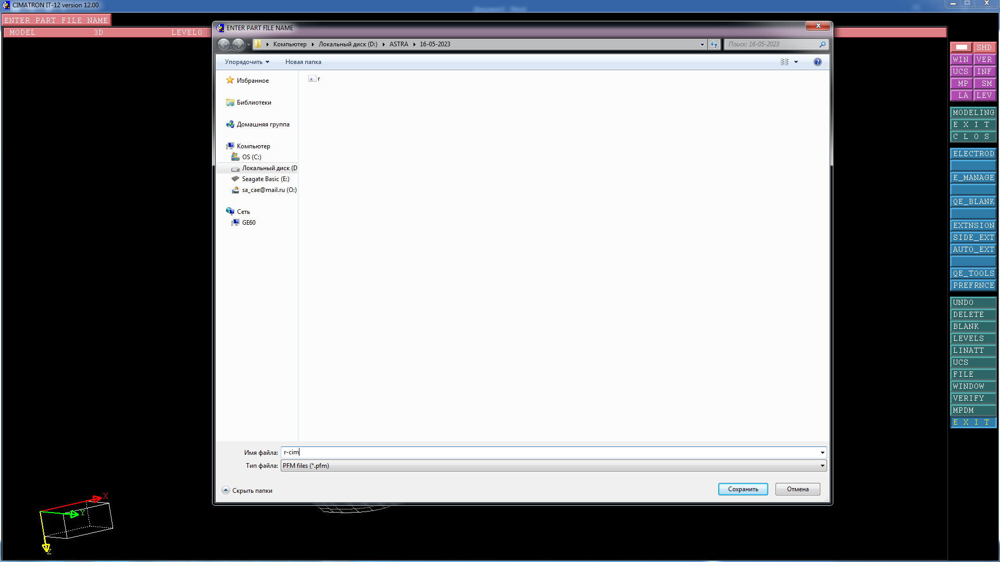 CIMATRON IT-12 version 12.00
ENTER PART FILE NAME
MODEL 3D LEVEL0
ENTER PART FILE NAME
Компьютер Локальный диск (D:) ASTRA 16-05-2023
Поиск: 16-05-2023
Упорядочить Новая папка
Избранное
Библиотеки
Домашняя группа
Компьютер
OS (C:)
Локальный диск (D
Seagate Basic (E:)
sa_cae@mail.ru (O:)
Сеть
GE60
r
Имя файла: r-cim
Тип файла: PFM files (*.pfm)
Скрыть папки
Сохранить Отмена
SHD
WIN VER
UCS INF
MP SM
LA LEV
MODELING
E X I T
C L O S
ELECTROD
E_MANAGE
QE_BLANK
EXTNSION
SIDE_EXT
AUTO_EXT
QE_TOOLS
PREFRNCE
UNDO
DELETE
BLANK
LEVELS
LINATT
UCS
FILE
WINDOW
VERIFY
MPDM
E X I T
X
Y
Z